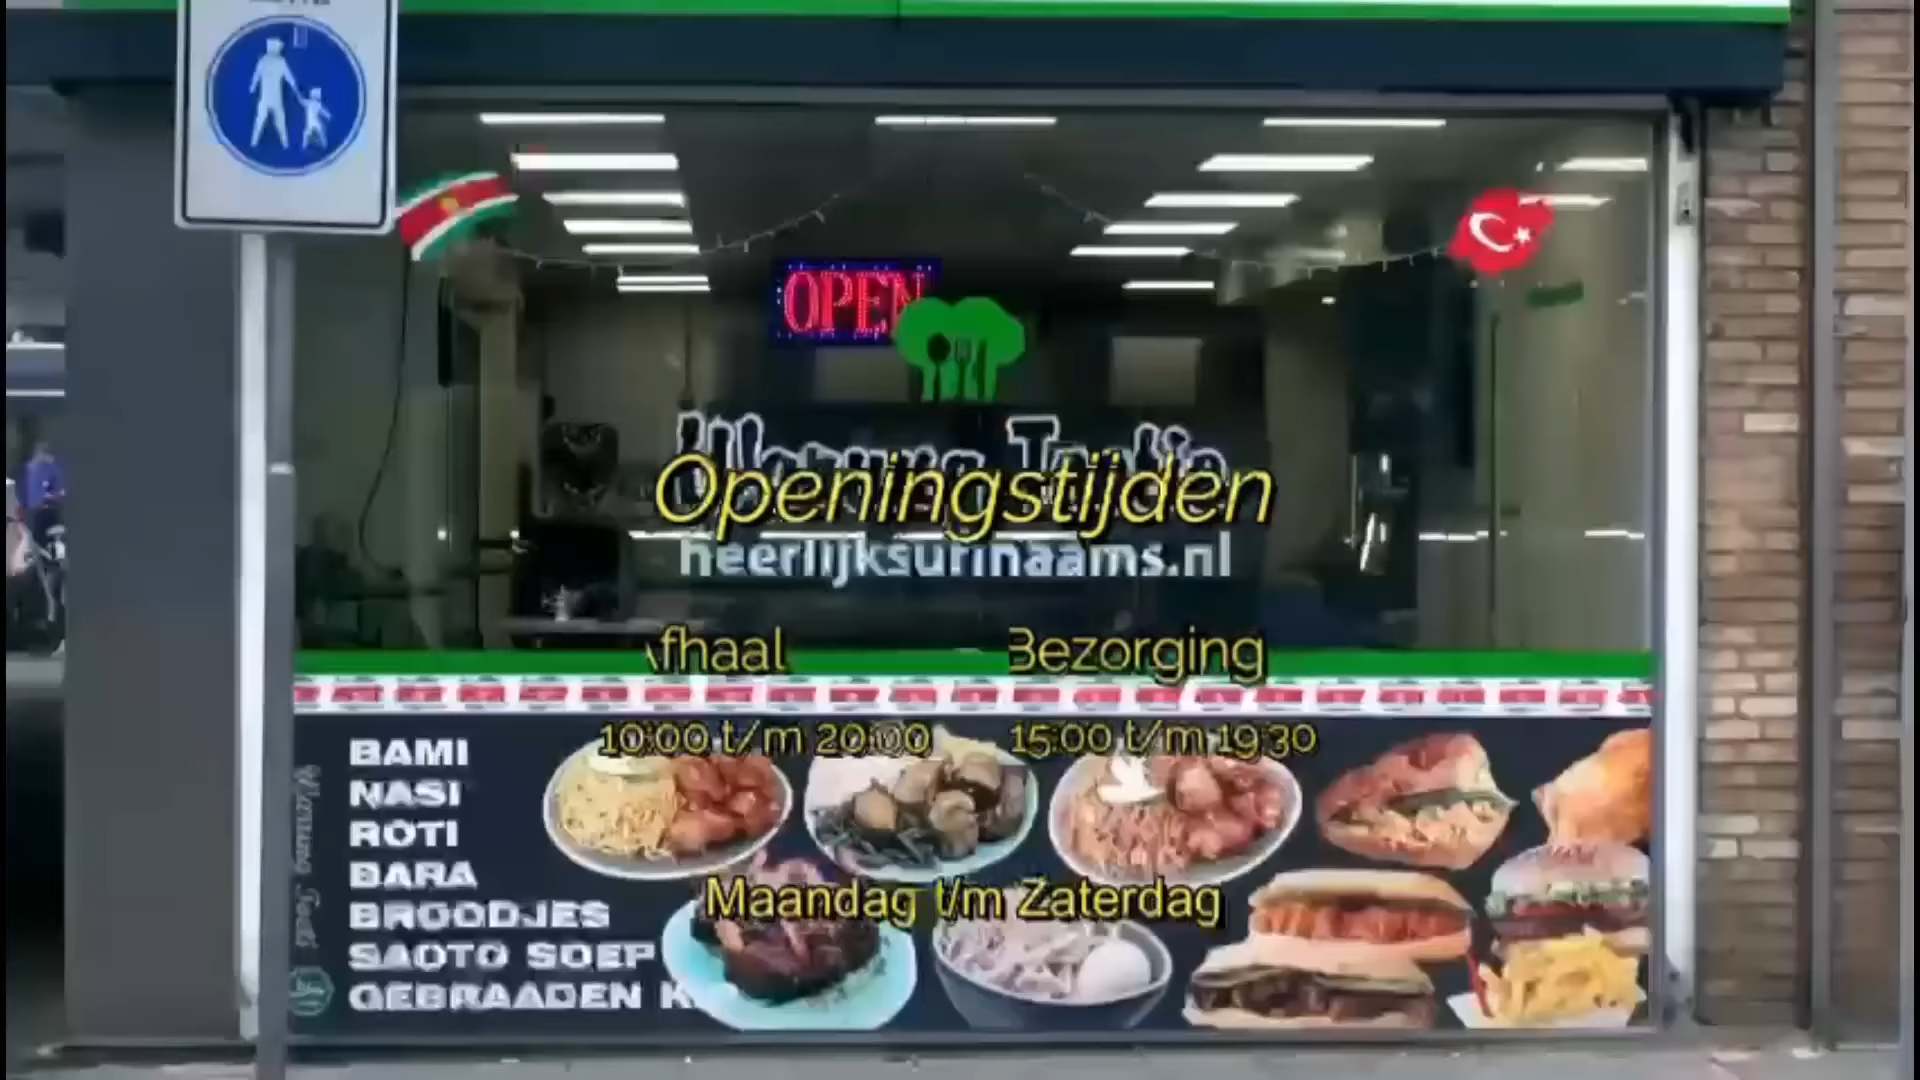 OPEN
Openingstijden
heerlijksurinaams.nl
Afhaal
Bezorging
10:00 t/m 20:00
15:00 t/m 19:30
Maandag t/m Zaterdag
BAMI
NASI
ROTI
BARA
BROODJES
SAOTO SOEP
GEBRAADEN K